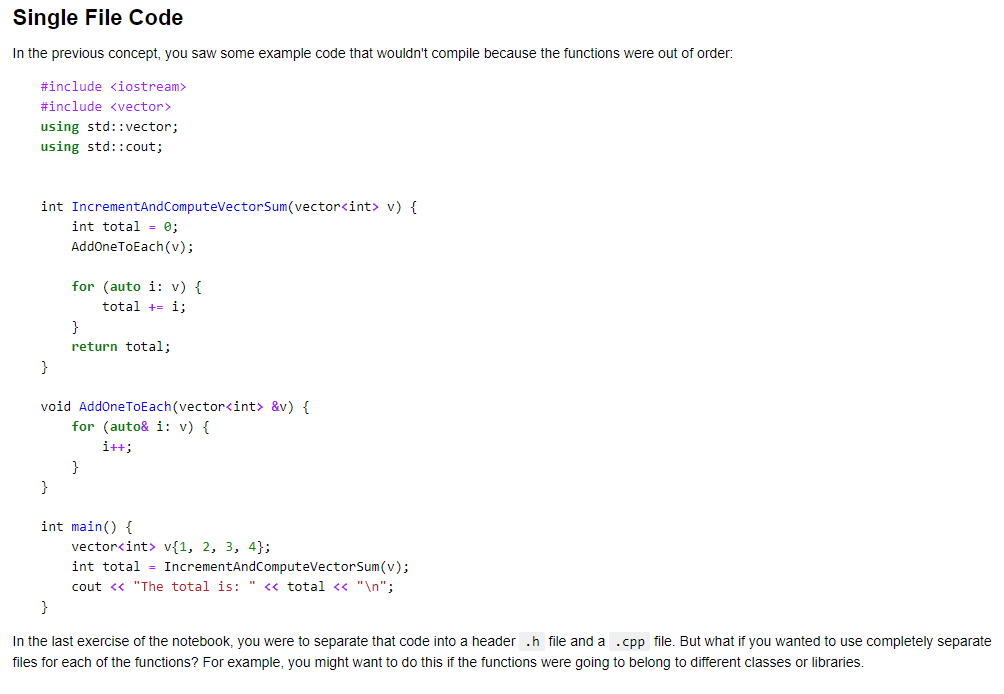 Single File Code
In the previous concept, you saw some example code that wouldn't compile because the functions were out of order:
#include <iostream>
#include <vector>
using std::vector;
using std::cout;
int IncrementAndComputeVectorSum(vector<int> v) {
    int total = 0;
    AddOneToEach(v);
    for (auto i: v) {
        total += i;
    }
    return total;
}
void AddOneToEach(vector<int> &v) {
    for (auto& i: v) {
        i++;
    }
}
int main() {
    vector<int> v{1, 2, 3, 4};
    int total = IncrementAndComputeVectorSum(v);
    cout << "The total is: " << total << "\n";
}
In the last exercise of the notebook, you were to separate that code into a header .h file and a .cpp file. But what if you wanted to use completely separate
files for each of the functions? For example, you might want to do this if the functions were going to belong to different classes or libraries.